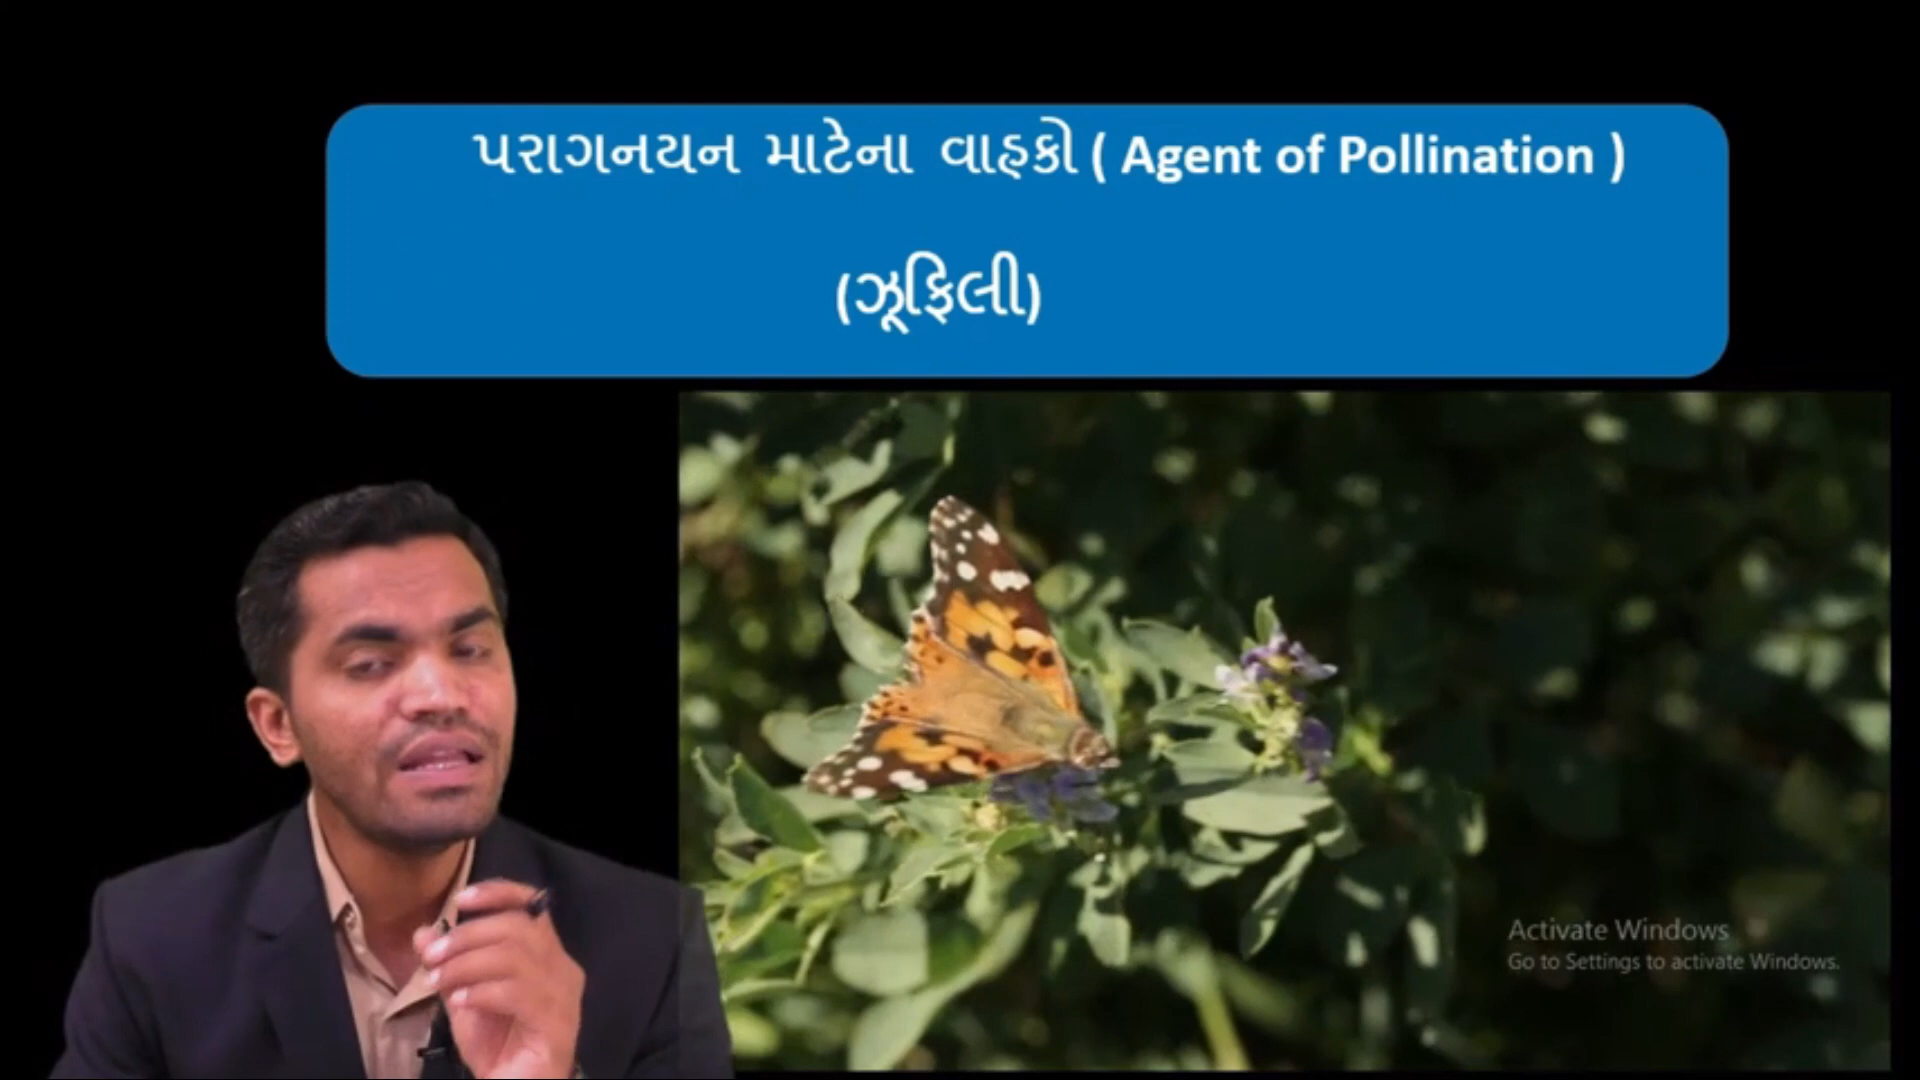 પરાગનયન માટેના વાહકો ( Agent of Pollination )
(ઝૂફિલી)
Activate Windows
Go to Settings to activate Windows.